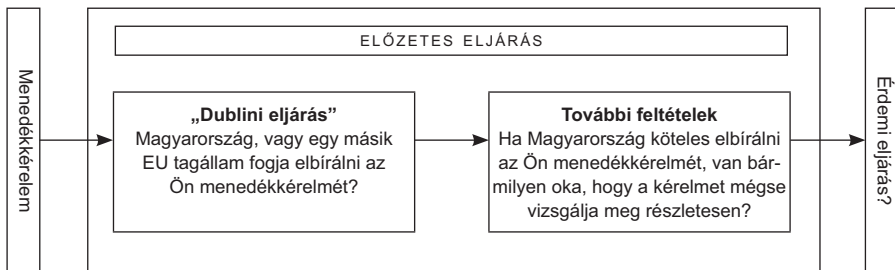 Menedékkérelem
ELŐZETES ELJÁRÁS
„Dublini eljárás”
Magyarország, vagy egy másik
EU tagállam fogja elbírálni az
Ön menedékkérelmét?
További feltételek
Ha Magyarország köteles elbírálni
az Ön menedékkérelmét, van bár-
milyen oka, hogy a kérelmet mégse
vizsgálja meg részletesen?
Érdemi eljárás?